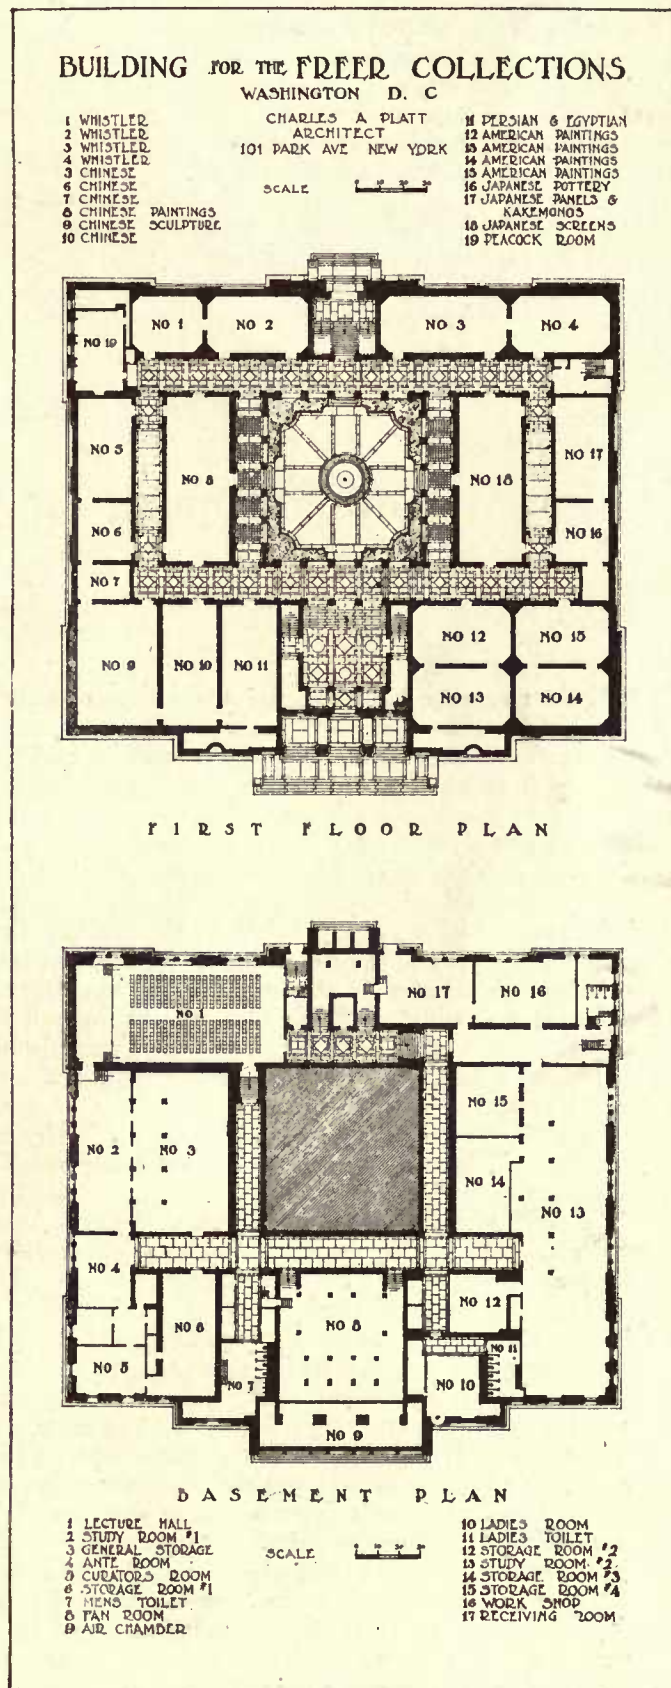 BUILDING FOR THE FREER COLLECTIONS
WASHINGTON D. C
CHARLES A PLATT
ARCHITECT
101 PARK AVE NEW YORK
SCALE
0 10 20 30
1 WHISTLER
2 WHISTLER
3 WHISTLER
4 WHISTLER
5 CHINESE
6 CHINESE
7 CHINESE
8 CHINESE PAINTINGS
9 CHINESE SCULPTURE
10 CHINESE
11 PERSIAN & EGYPTIAN
12 AMERICAN PAINTINGS
13 AMERICAN PAINTINGS
14 AMERICAN PAINTINGS
15 AMERICAN PAINTINGS
16 JAPANESE POTTERY
17 JAPANESE PANELS &
KAKEMONOS
18 JAPANESE SCREENS
19 PEACOCK ROOM
NO 19
NO 1
NO 2
NO 3
NO 4
NO 5
NO 8
NO 18
NO 17
NO 6
NO 16
NO 7
NO 9
NO 10
NO 11
NO 12
NO 15
NO 13
NO 14
FIRST FLOOR PLAN
NO 1
NO 17
NO 16
NO 2
NO 3
NO 15
NO 14
NO 13
NO 4
NO 6
NO 8
NO 12
NO 5
NO 7
NO 10
NO 11
NO 9
BASEMENT PLAN
1 LECTURE HALL
2 STUDY ROOM #1
3 GENERAL STORAGE
4 ANTE ROOM
5 CURATORS ROOM
6 STORAGE ROOM #1
7 MENS TOILET
8 FAN ROOM
9 AIR CHAMBER
SCALE
0 10 20 30
10 LADIES ROOM
11 LADIES TOILET
12 STORAGE ROOM #2
13 STUDY ROOM #2
14 STORAGE ROOM #3
15 STORAGE ROOM #4
16 WORK SHOP
17 RECEIVING ROOM